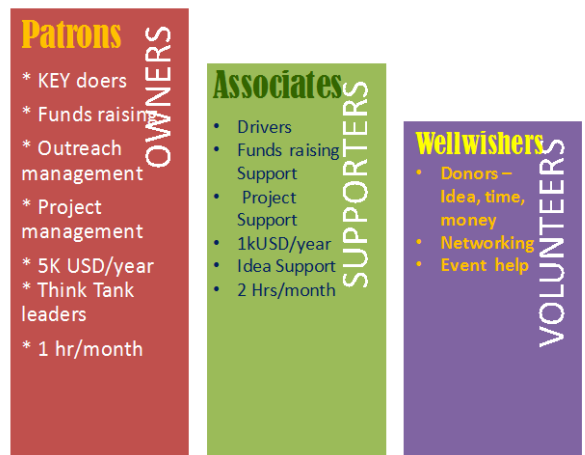 Patrons
* KEY doers
* Funds raising
* Outreach
management
* Project
management
* 5K USD/year
* Think Tank
leaders
* 1 hr/month
OWNERS
Associates
• Drivers
• Funds raising
Support
• Project
Support
• 1kUSD/year
• Idea Support
• 2 Hrs/month
SUPPORTERS
Wellwishers
• Donors –
Idea, time,
money
• Networking
• Event help
VOLUNTEERS